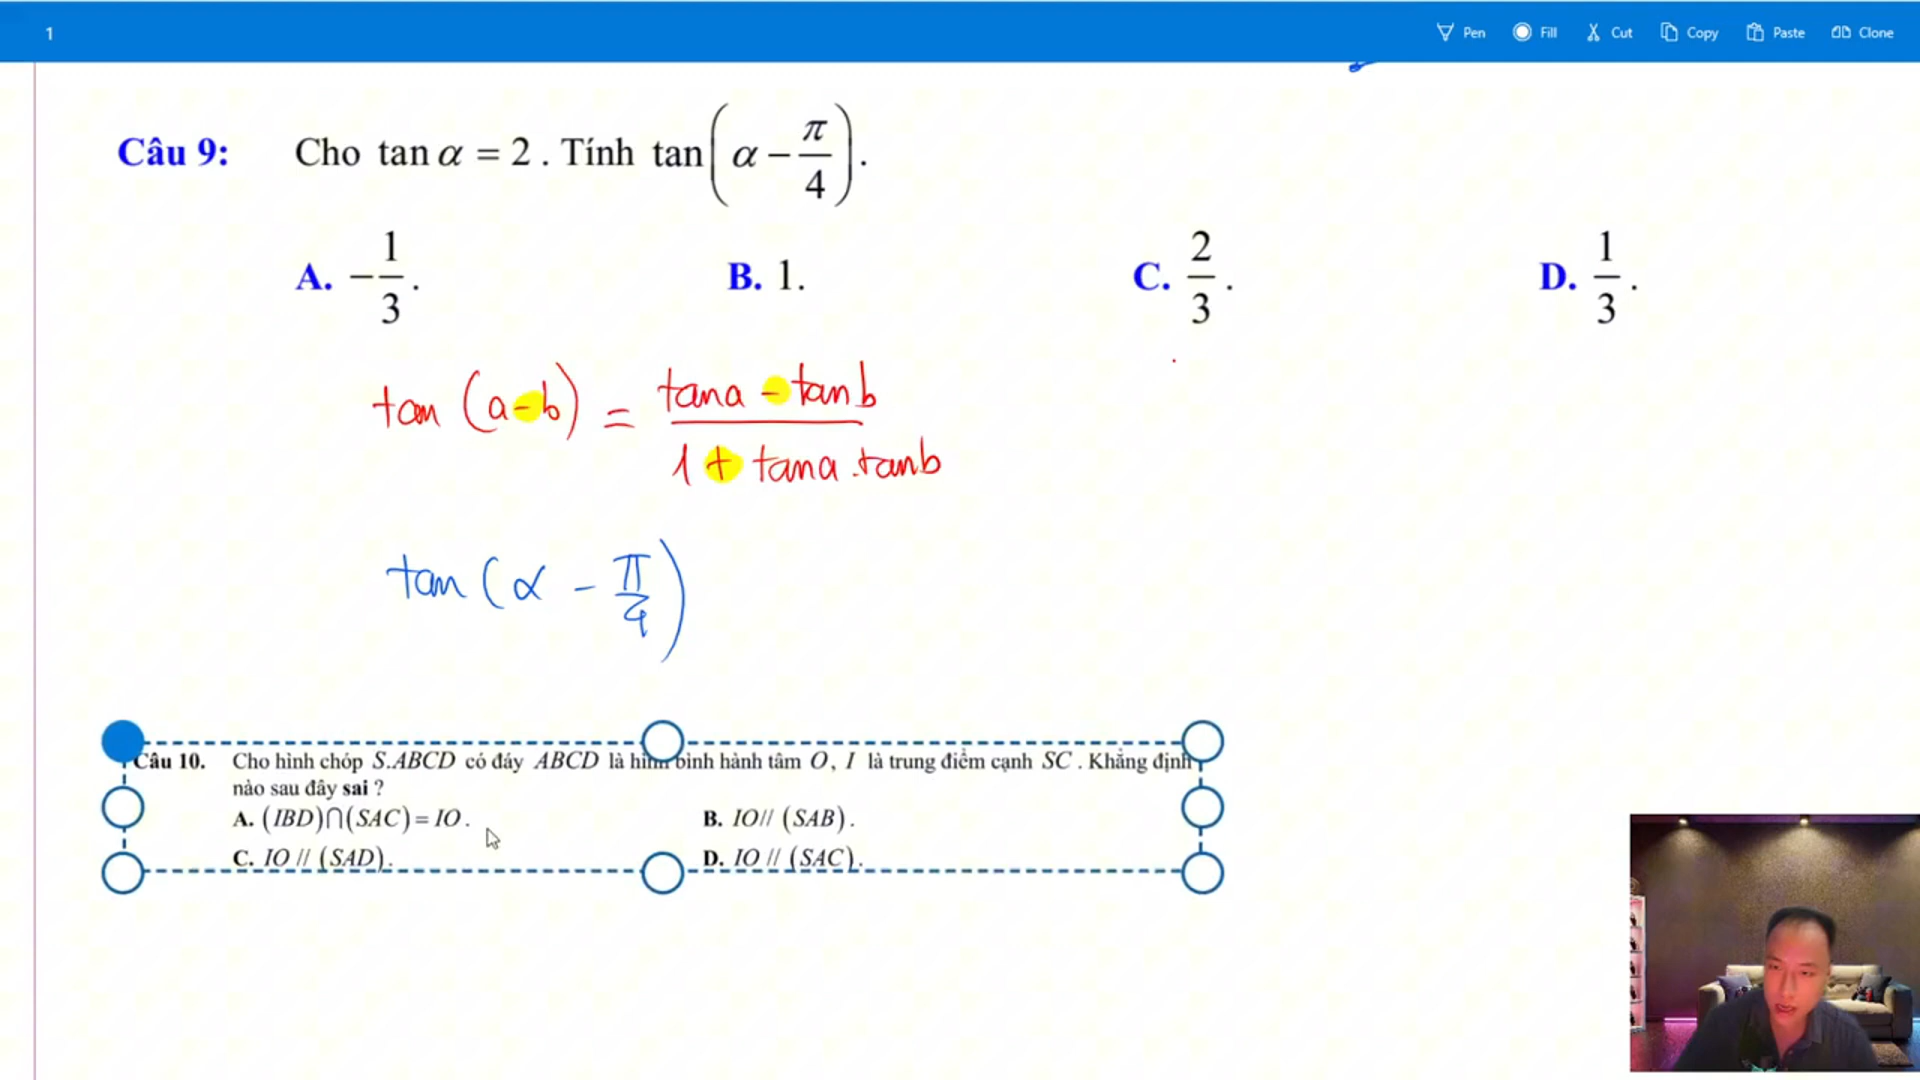 1 Pen Fill Cut Copy Paste Clone
Câu 9: Cho tan α = 2 . Tính tan(α − π/4).
A. −1/3. B. 1. C. 2/3. D. 1/3.
tan (a-b) = (tana - tanb)/(1 + tana .tanb)
tan (α - π/4)
Câu 10. Cho hình chóp S.ABCD có đáy ABCD là hình bình hành tâm O, I là trung điểm cạnh SC . Khẳng định
nào sau đây sai ?
A. (IBD)∩(SAC)= IO. B. IO// (SAB).
C. IO // (SAD). D. IO // (SAC).